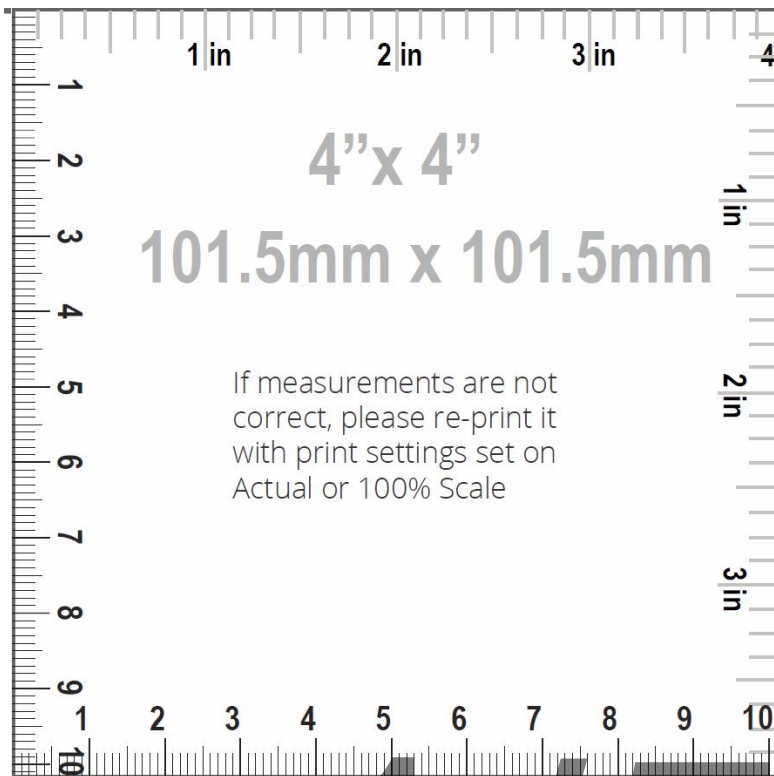 1 in 2 in 3 in 4
4”x 4”
101.5mm x 101.5mm
If measurements are not
correct, please re-print it
with print settings set on
Actual or 100% Scale
1
2
3
4
5
6
7
8
9
10
1 in
2 in
3 in
1 2 3 4 5 6 7 8 9 10